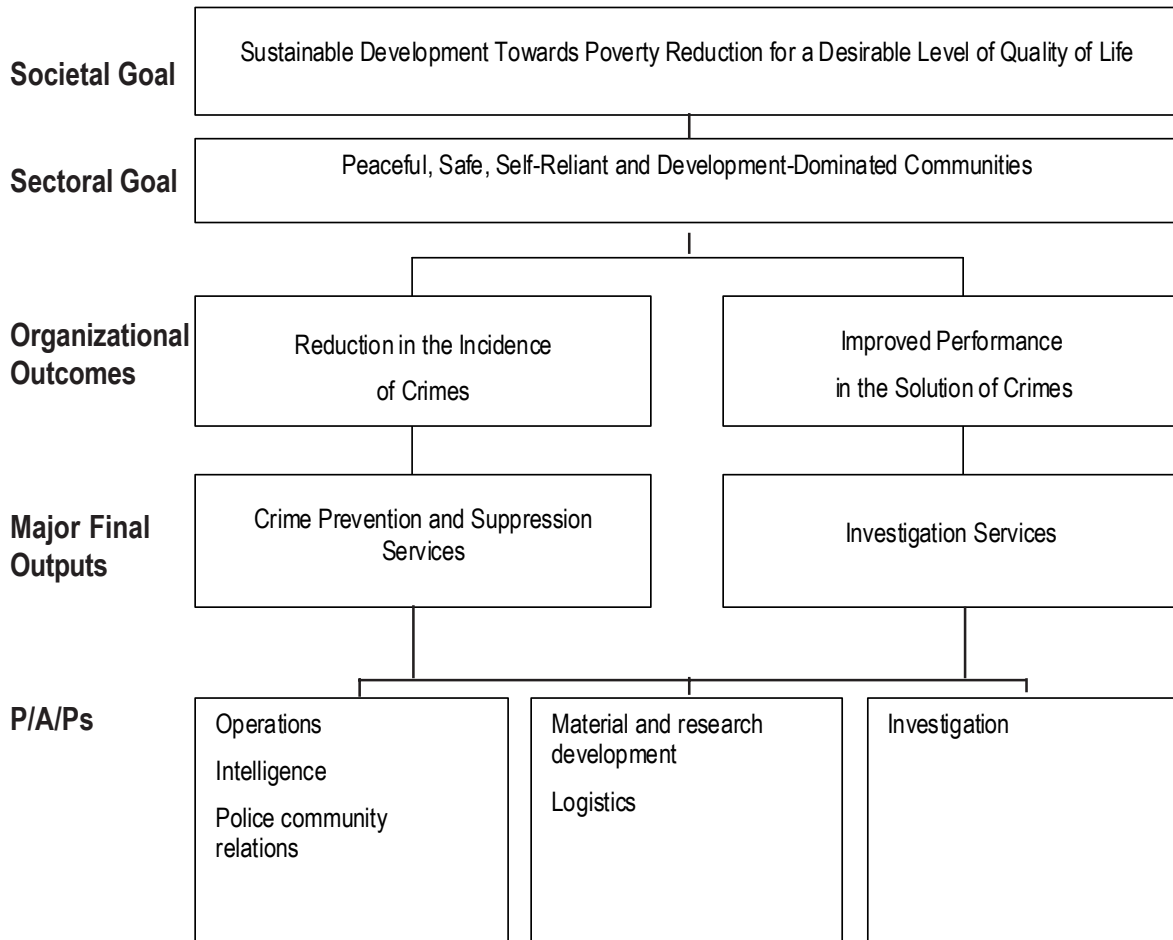 Societal Goal
Sustainable Development Towards Poverty Reduction for a Desirable Level of Quality of Life
Sectoral Goal
Peaceful, Safe, Self-Reliant and Development-Dominated Communities
Organizational
Outcomes
Reduction in the Incidence
of Crimes
Improved Performance
in the Solution of Crimes
Major Final
Outputs
Crime Prevention and Suppression
Services
Investigation Services
P/A/Ps
Operations
Intelligence
Police community
relations
Material and research
development
Logistics
Investigation